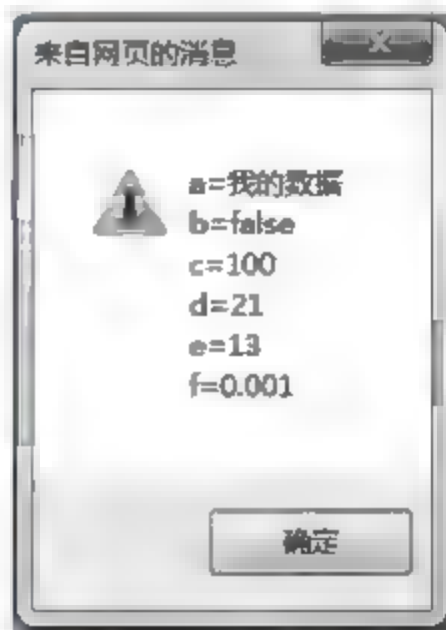 来自网页的消息
a=我的数据
b=false
c=100
d=21
e=13
f=0.001
确定